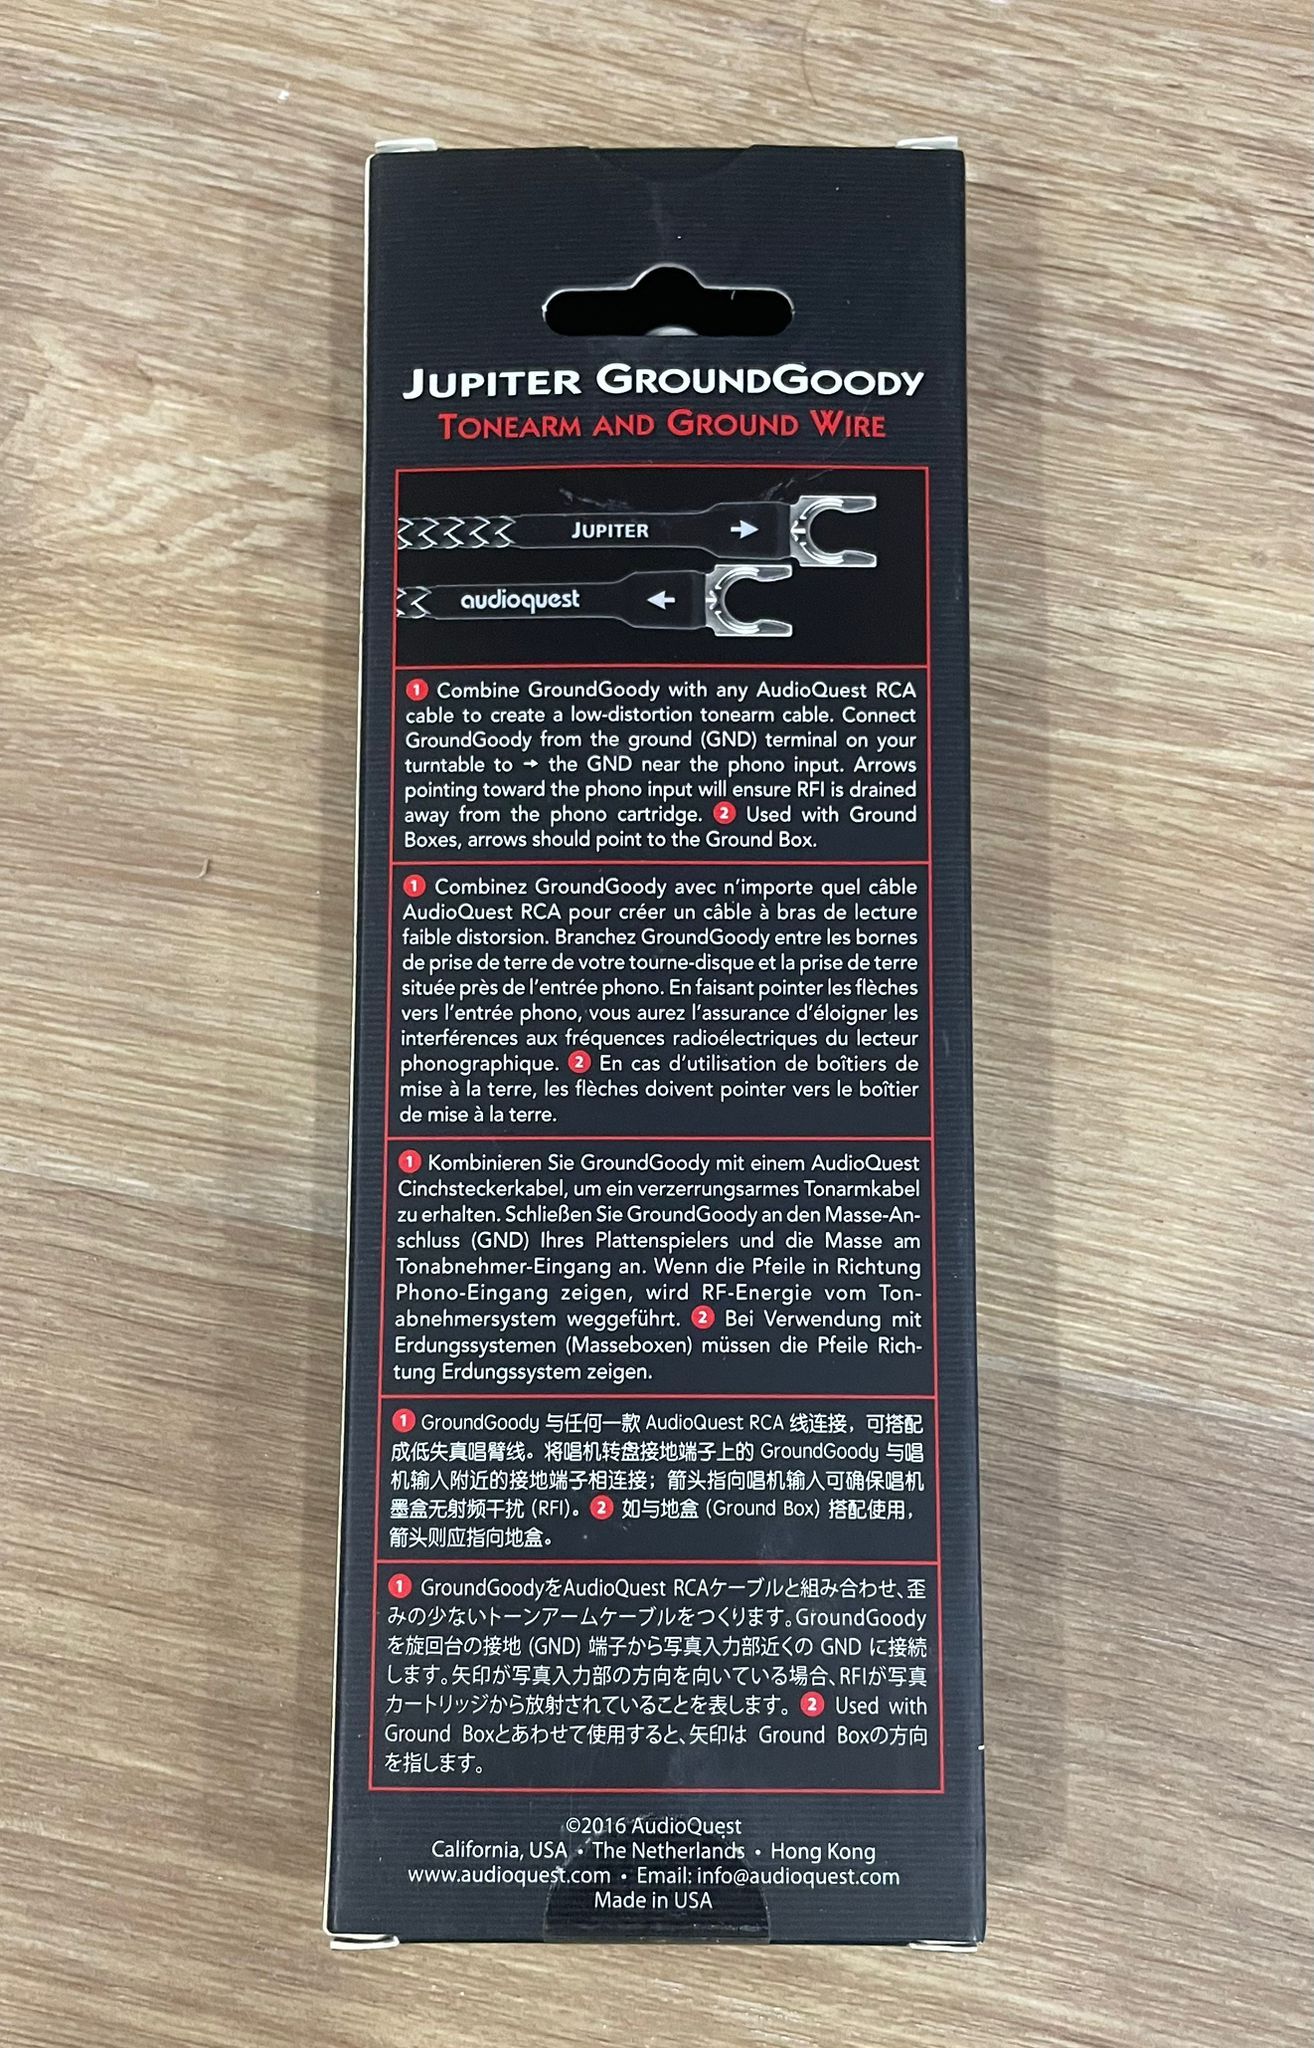 JUPITER GROUNDGOODY
TONEARM AND GROUND WIRE
JUPITER →
audioquest ←
1 Combine GroundGoody with any AudioQuest RCA
cable to create a low-distortion tonearm cable. Connect
GroundGoody from the ground (GND) terminal on your
turntable to → the GND near the phono input. Arrows
pointing toward the phono input will ensure RFI is drained
away from the phono cartridge. 2 Used with Ground
Boxes, arrows should point to the Ground Box.
1 Combinez GroundGoody avec n'importe quel câble
AudioQuest RCA pour créer un câble à bras de lecture
faible distorsion. Branchez GroundGoody entre les bornes
de prise de terre de votre tourne-disque et la prise de terre
située près de l'entrée phono. En faisant pointer les flèches
vers l'entrée phono, vous aurez l'assurance d'éloigner les
interférences aux fréquences radioélectriques du lecteur
phonographique. 2 En cas d'utilisation de boîtiers de
mise à la terre, les flèches doivent pointer vers le boîtier
de mise à la terre.
1 Kombinieren Sie GroundGoody mit einem AudioQuest
Cinchsteckerkabel, um ein verzerrungsarmes Tonarmkabel
zu erhalten. Schließen Sie GroundGoody an den Masse-An-
schluss (GND) Ihres Plattenspielers und die Masse am
Tonabnehmer-Eingang an. Wenn die Pfeile in Richtung
Phono-Eingang zeigen, wird RF-Energie vom Ton-
abnehmersystem weggeführt. 2 Bei Verwendung mit
Erdungssystemen (Masseboxen) müssen die Pfeile Rich-
tung Erdungssystem zeigen.
1 GroundGoody 与任何一款 AudioQuest RCA 线连接，可搭配
成低失真唱臂线。将唱机转盘接地端子上的 GroundGoody 与唱
机输入附近的接地端子相连接；箭头指向唱机输入可确保唱机
墨盒无射频干扰 (RFI)。2 如与地盒 (Ground Box) 搭配使用，
箭头则应指向地盒。
1 GroundGoodyをAudioQuest RCAケーブルと組み合わせ、歪
みの少ないトーンアームケーブルをつくります。GroundGoody
を旋回台の接地 (GND) 端子から写真入力部近くの GND に接続
します。矢印が写真入力部の方向を向いている場合、RFIが写真
カートリッジから放射されていることを表します。2 Used with
Ground Boxとあわせて使用すると、矢印は Ground Boxの方向
を指します。
©2016 AudioQuest
California, USA • The Netherlands • Hong Kong
www.audioquest.com • Email: info@audioquest.com
Made in USA